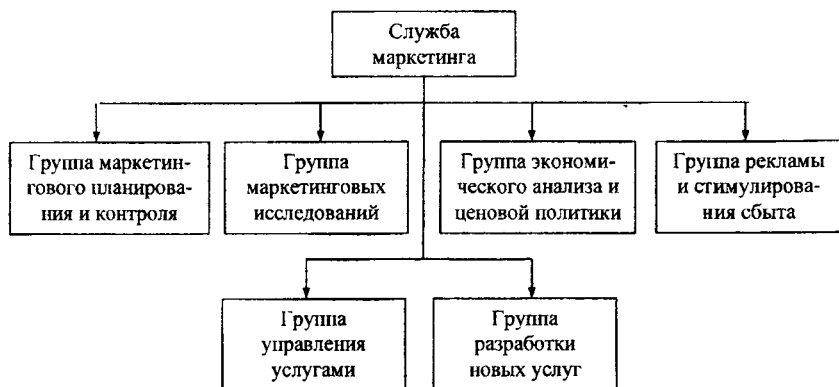 Служба
маркетинга
Группа маркетин-
гового планирова-
ния и контроля
Группа
маркетинговых
исследований
Группа экономи-
ческого анализа и
ценовой политики
Группа рекламы
и стимулирова-
ния сбыта
Группа
управления
услугами
Группа
разработки
новых услуг